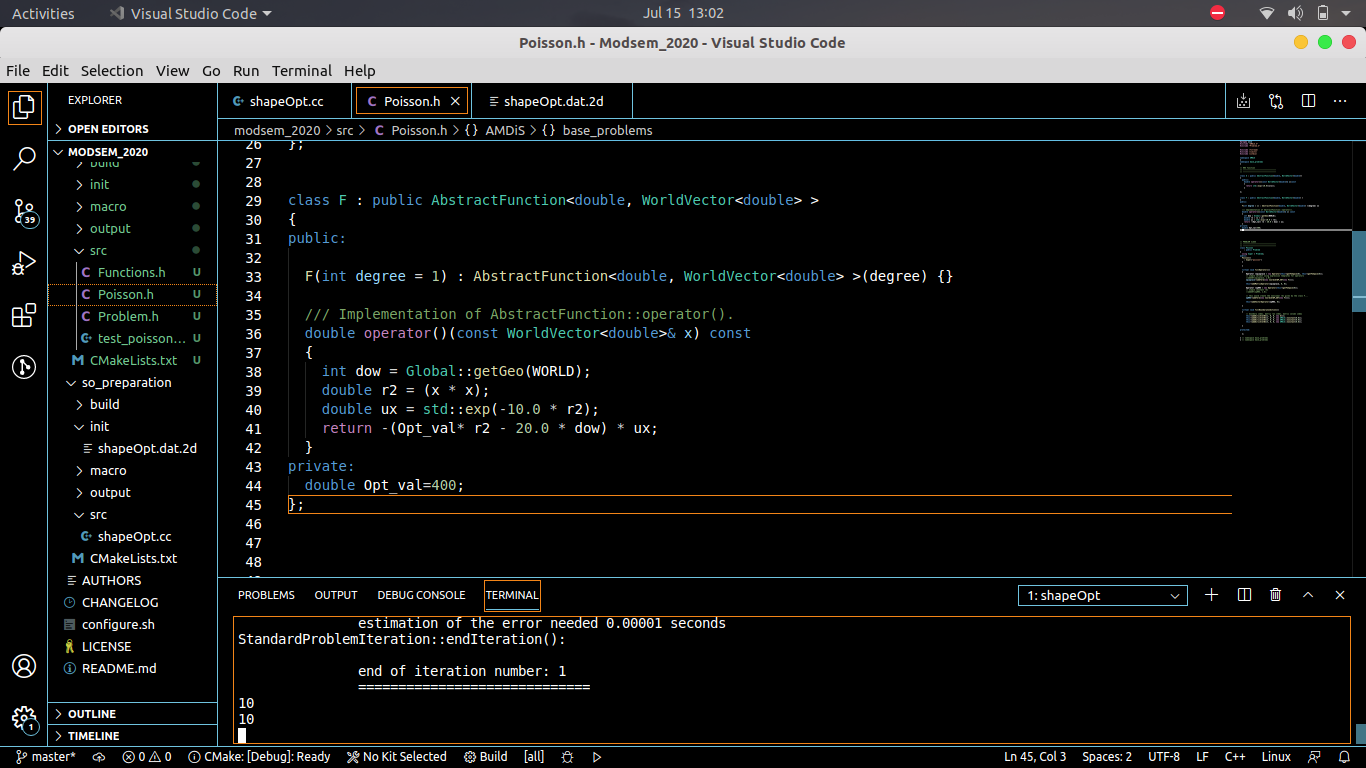 Activities Visual Studio Code Jul 15 13:02
Poisson.h - Modsem_2020 - Visual Studio Code
File Edit Selection View Go Run Terminal Help
EXPLORER
OPEN EDITORS
MODSEM_2020
build
init
macro
output
src
Functions.h U
Poisson.h U
Problem.h U
test_poisson... U
CMakeLists.txt U
so_preparation
build
init
shapeOpt.dat.2d
macro
output
src
shapeOpt.cc
CMakeLists.txt
AUTHORS
CHANGELOG
configure.sh
LICENSE
README.md
OUTLINE
TIMELINE
39
1
shapeOpt.cc Poisson.h shapeOpt.dat.2d
modsem_2020 > src > C Poisson.h > {} AMDiS > {} base_problems
26 };
27
28
29 class F : public AbstractFunction<double, WorldVector<double> >
30 {
31 public:
32
33 F(int degree = 1) : AbstractFunction<double, WorldVector<double> >(degree) {}
34
35 /// Implementation of AbstractFunction::operator().
36 double operator()(const WorldVector<double>& x) const
37 {
38 int dow = Global::getGeo(WORLD);
39 double r2 = (x * x);
40 double ux = std::exp(-10.0 * r2);
41 return -(Opt_val* r2 - 20.0 * dow) * ux;
42 }
43 private:
44 double Opt_val=400;
45 };
46
47
48
PROBLEMS OUTPUT DEBUG CONSOLE TERMINAL 1: shapeOpt
estimation of the error needed 0.00001 seconds
StandardProblemIteration::endIteration():
end of iteration number: 1
=============================
10
10
master* 0 0 CMake: [Debug]: Ready No Kit Selected Build [all] Ln 45, Col 3 Spaces: 2 UTF-8 LF C++ Linux